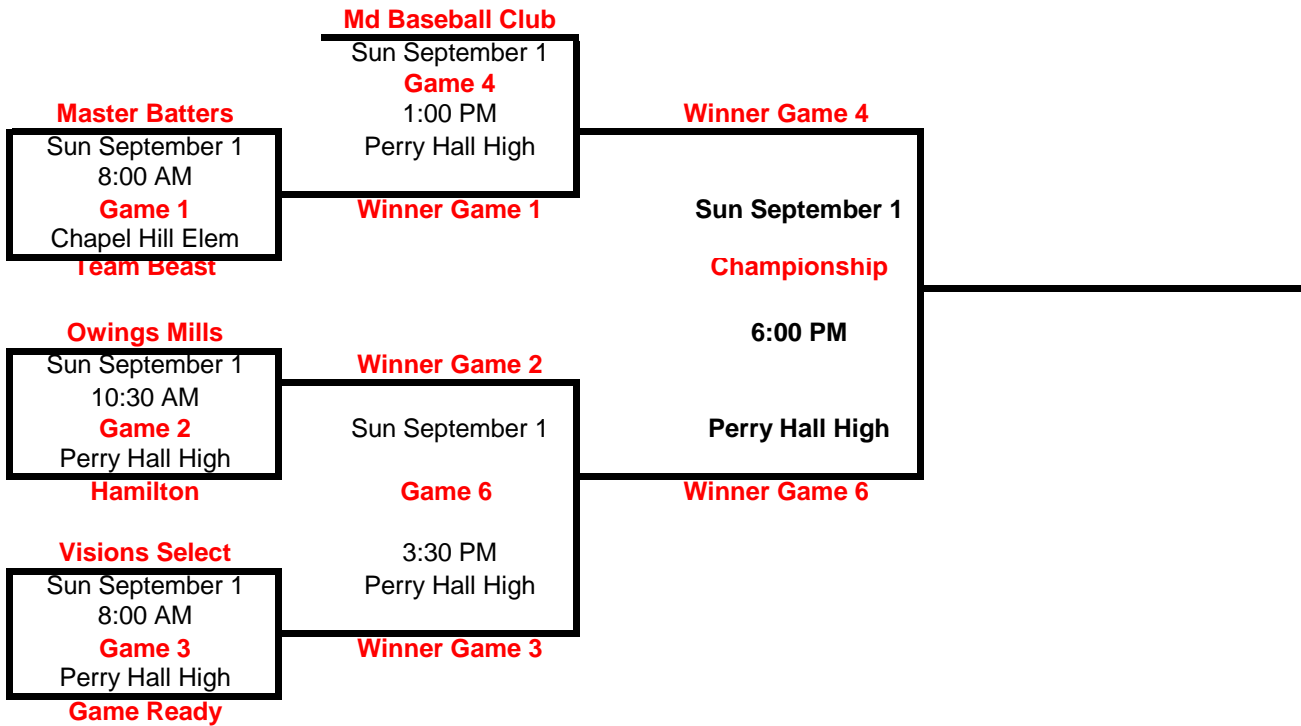 Md Baseball Club
Sun September 1
Game 4
1:00 PM
Perry Hall High
Winner Game 1
Master Batters
Sun September 1
8:00 AM
Game 1
Chapel Hill Elem
Team Beast
Owings Mills
Sun September 1
10:30 AM
Game 2
Perry Hall High
Hamilton
Visions Select
Sun September 1
8:00 AM
Game 3
Perry Hall High
Game Ready
Winner Game 2
Sun September 1
Game 6
3:30 PM
Perry Hall High
Winner Game 3
Winner Game 4
Sun September 1
Championship
6:00 PM
Perry Hall High
Winner Game 6